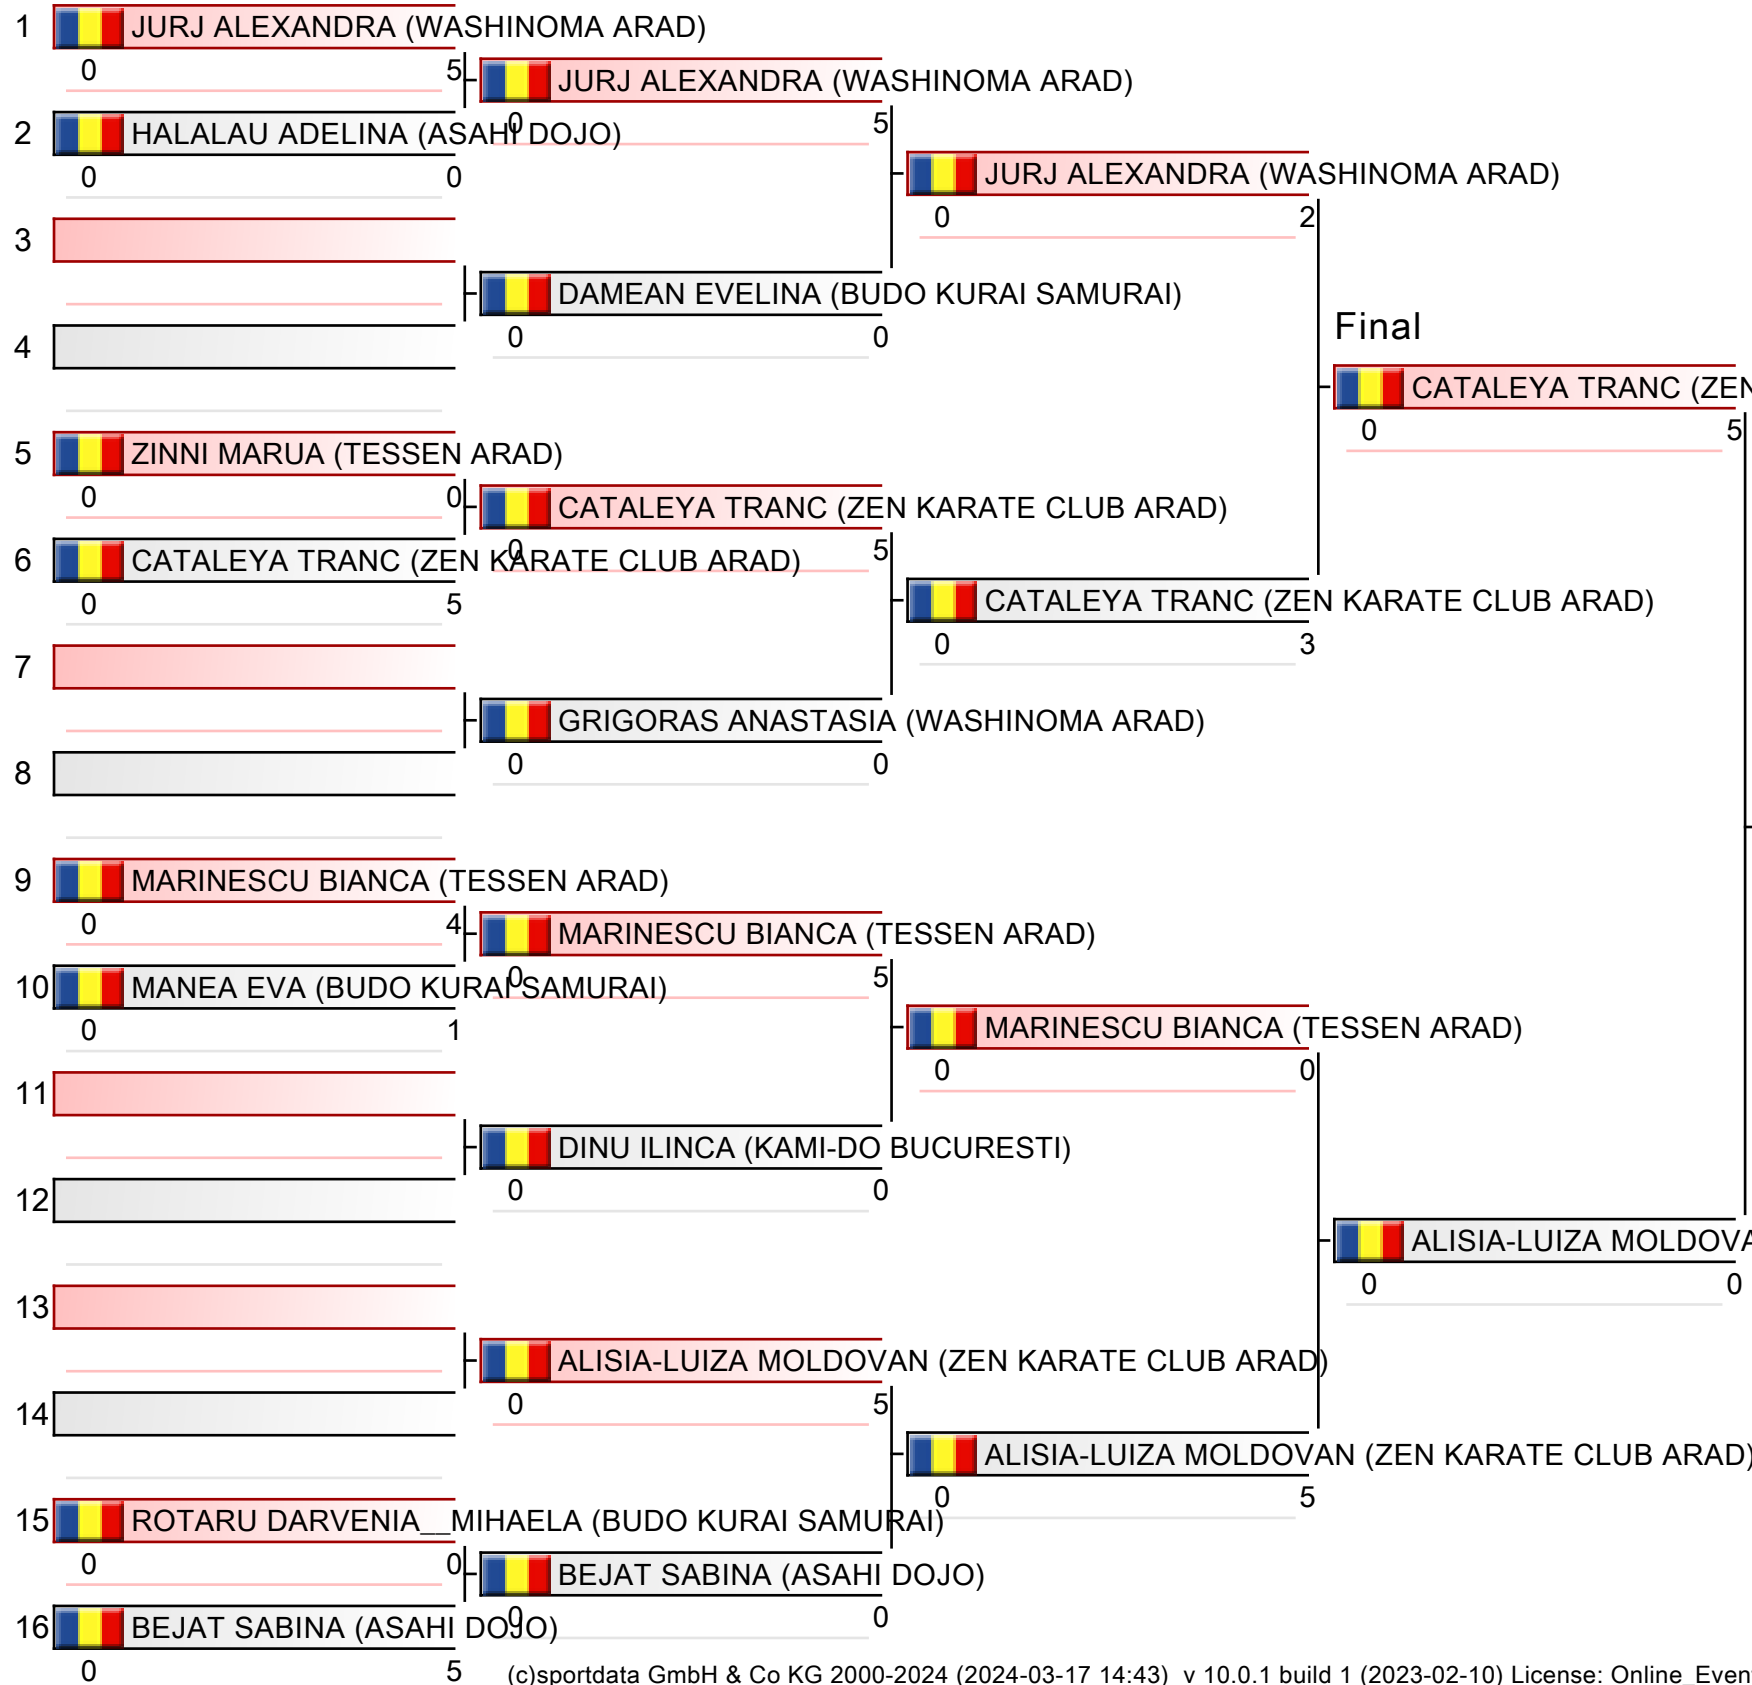 1 JURJ ALEXANDRA (WASHINOMA ARAD)
0 5
JURJ ALEXANDRA (WASHINOMA ARAD)
0 5
2 HALALAU ADELINA (ASAHI DOJO)
0 0
JURJ ALEXANDRA (WASHINOMA ARAD)
0 2
3
DAMEAN EVELINA (BUDO KURAI SAMURAI)
0 0
4
Final
CATALEYA TRANC (ZEN
0 5
5 ZINNI MARUA (TESSEN ARAD)
0 0
CATALEYA TRANC (ZEN KARATE CLUB ARAD)
0 5
6 CATALEYA TRANC (ZEN KARATE CLUB ARAD)
0 5
CATALEYA TRANC (ZEN KARATE CLUB ARAD)
0 3
7
GRIGORAS ANASTASIA (WASHINOMA ARAD)
0 0
8
9 MARINESCU BIANCA (TESSEN ARAD)
0 4
MARINESCU BIANCA (TESSEN ARAD)
0 5
10 MANEA EVA (BUDO KURAI SAMURAI)
0 1
MARINESCU BIANCA (TESSEN ARAD)
0 0
11
DINU ILINCA (KAMI-DO BUCURESTI)
0 0
12
ALISIA-LUIZA MOLDOVA
0 0
13
ALISIA-LUIZA MOLDOVAN (ZEN KARATE CLUB ARAD)
0 5
14
ALISIA-LUIZA MOLDOVAN (ZEN KARATE CLUB ARAD)
0 5
15 ROTARU DARVENIA__MIHAELA (BUDO KURAI SAMURAI)
0 0
BEJAT SABINA (ASAHI DOJO)
0 0
16 BEJAT SABINA (ASAHI DOJO)
0 5
(c)sportdata GmbH & Co KG 2000-2024 (2024-03-17 14:43) v 10.0.1 build 1 (2023-02-10) License: Online_Even